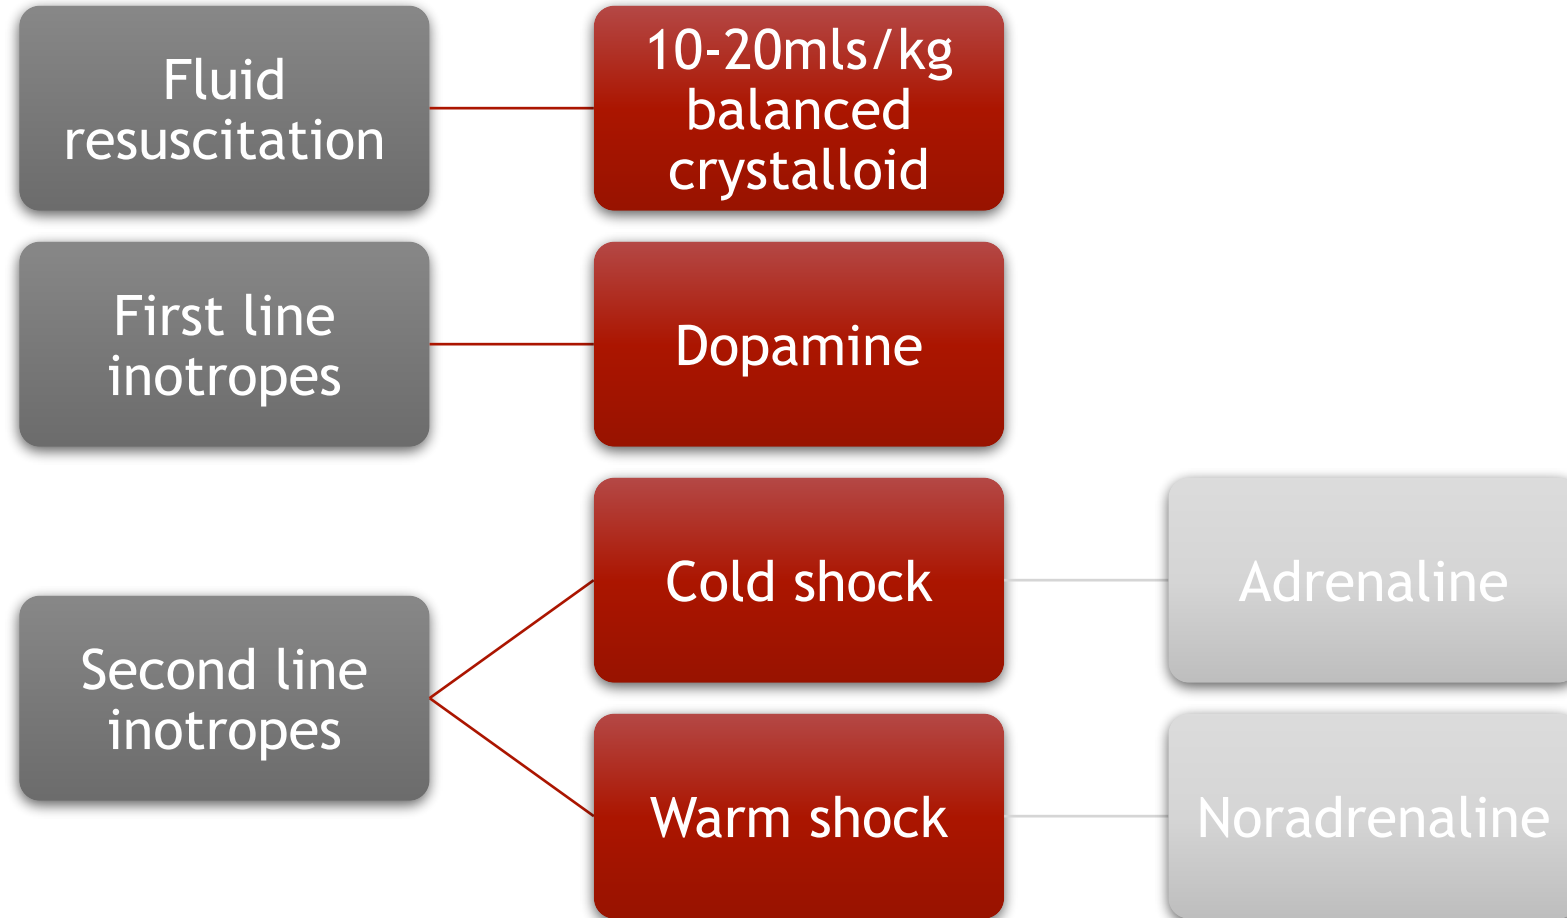 Fluid
resuscitation
10-20mls/kg
balanced
crystalloid
First line
inotropes
Dopamine
Second line
inotropes
Cold shock
Adrenaline
Warm shock
Noradrenaline